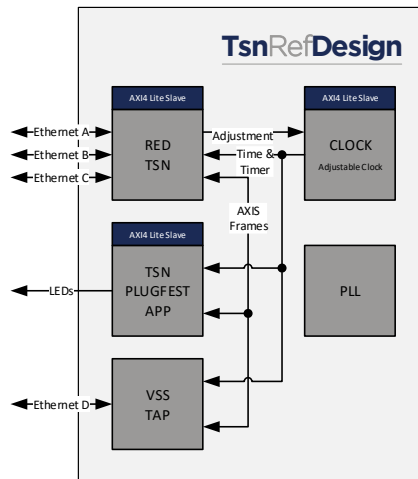 TsnRefDesign
AXI4 Lite Slave
RED
TSN
AXI4 Lite Slave
CLOCK
Adjustable Clock
Ethernet A
Ethernet B
Ethernet C
Adjustment
Time &
Timer
AXIS
Frames
AXI4 Lite Slave
TSN
PLUGFEST
APP
PLL
LEDs
VSS
TAP
Ethernet D